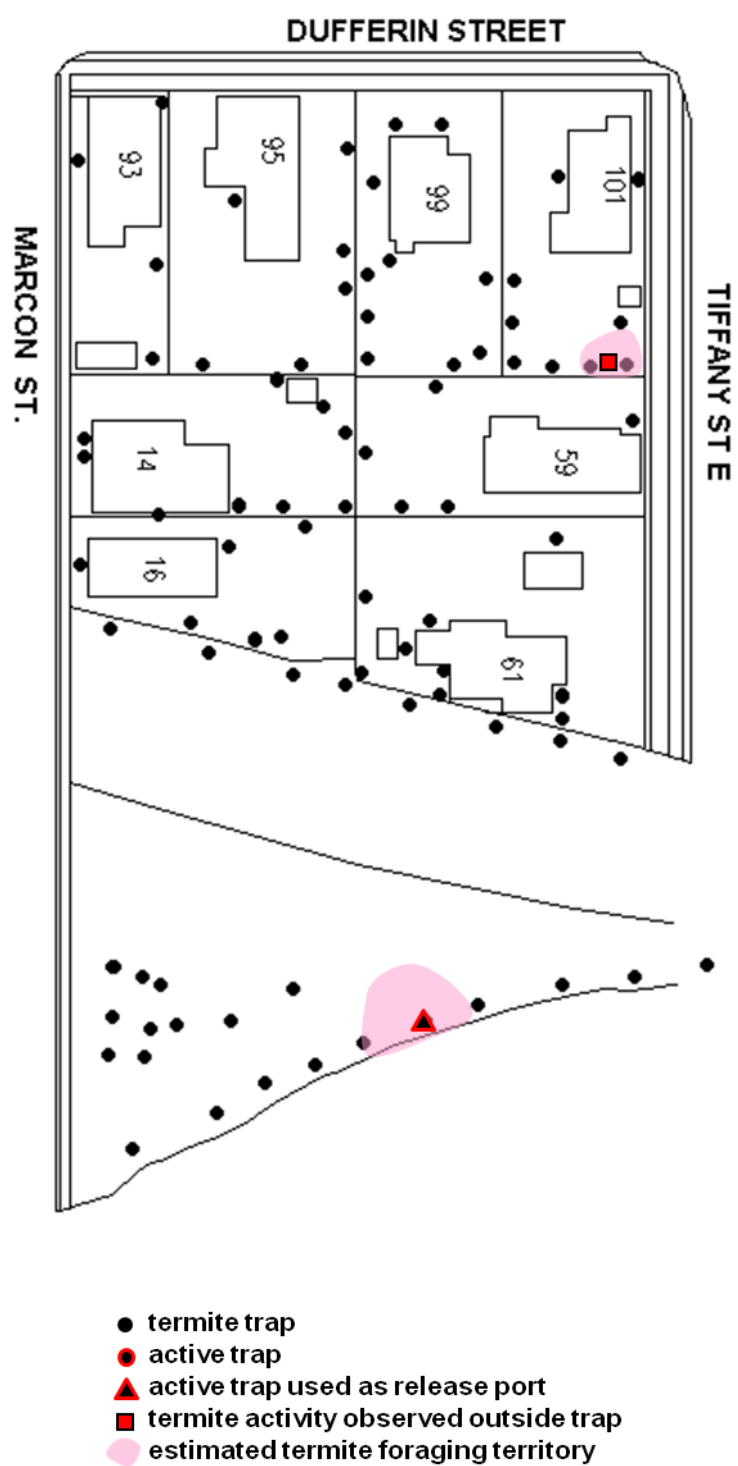 DUFFERIN STREET
93
95
99
101
MARCON ST.
TIFFANY ST E
14
59
16
61
termite trap
active trap
active trap used as release port
termite activity observed outside trap
estimated termite foraging territory